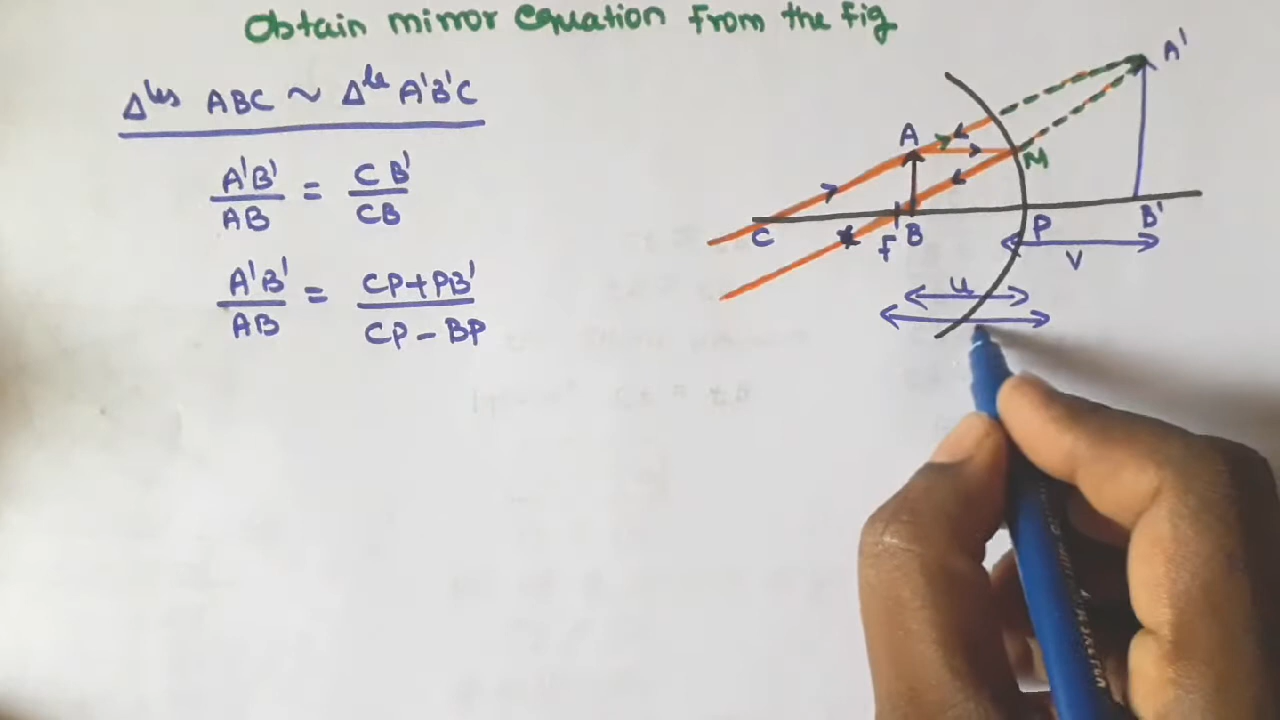 Obtain mirror equation from the fig
Δles ABC ~ Δle A'B'C
A'B' / AB = CB' / CB
A'B' / AB = CP+PB' / CP-BP
A'
A
M
C
F
B
P
B'
V
u